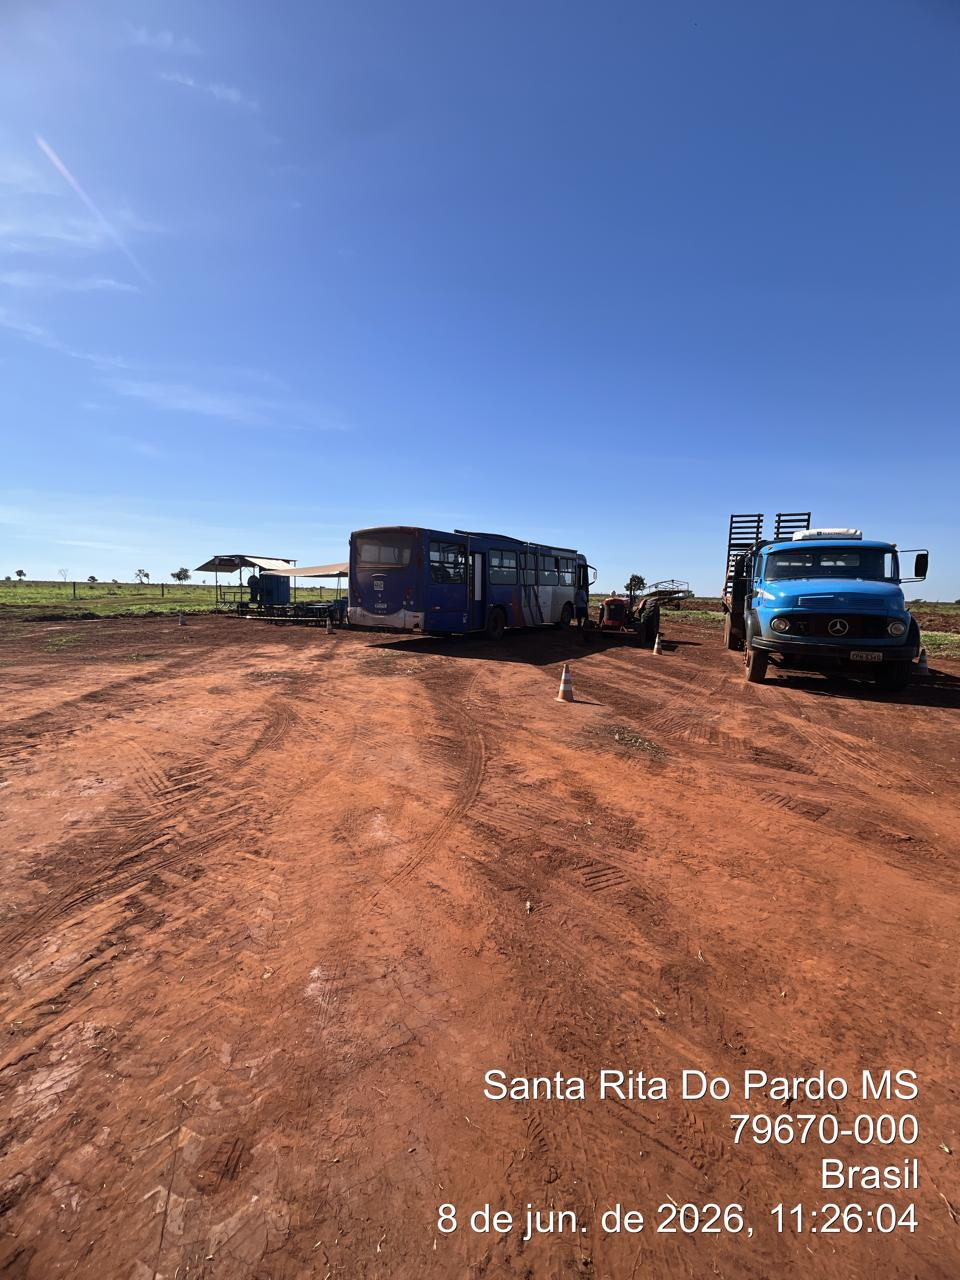 Santa Rita Do Pardo MS
79670-000
Brasil
8 de jun. de 2026, 11:26:04